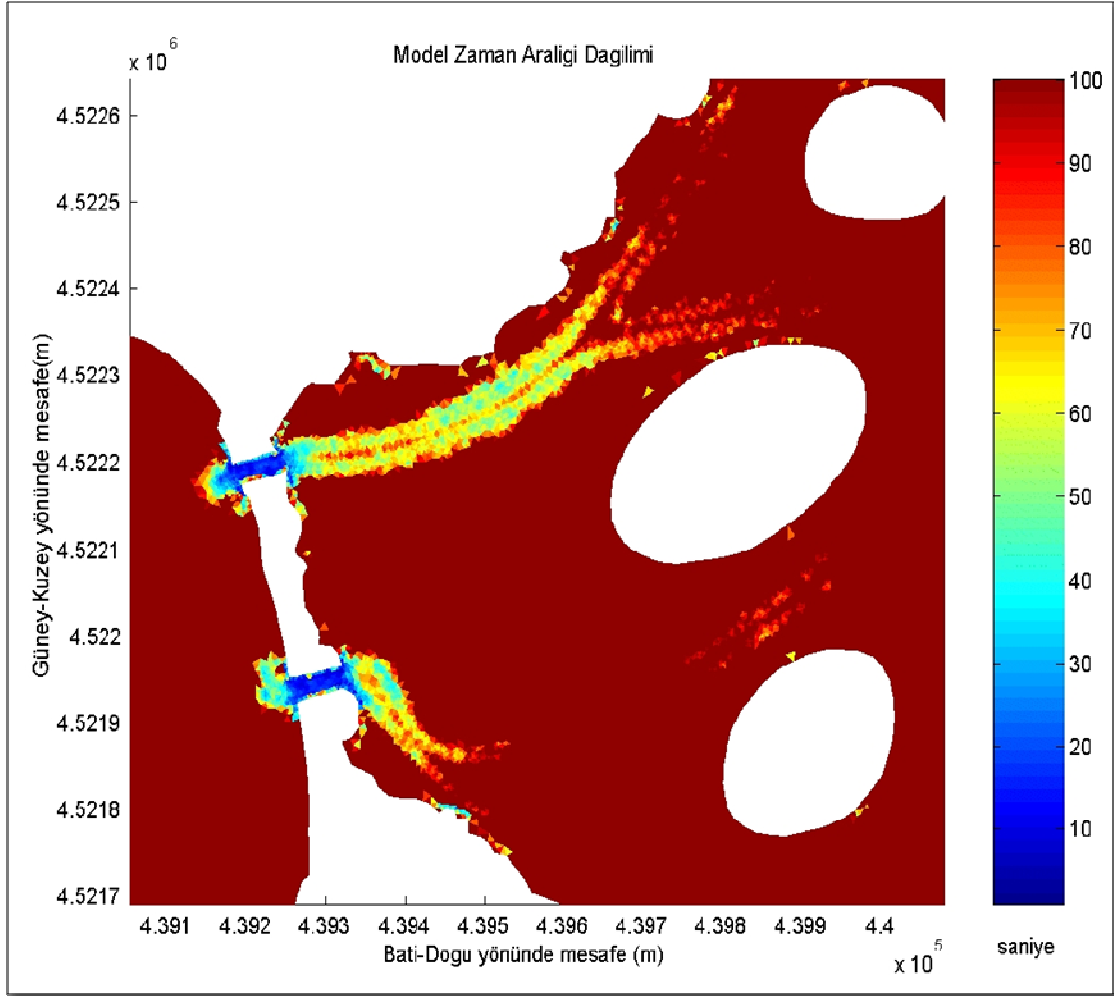 Model Zaman Araligi Dagilimi
x 10^6
4.5226
4.5225
4.5224
4.5223
4.5222
4.5221
4.522
4.5219
4.5218
4.5217
Güney-Kuzey yönünde mesafe(m)
4.391 4.392 4.393 4.394 4.395 4.396 4.397 4.398 4.399 4.4
Bati-Dogu yönünde mesafe (m)
x 10^5
100
90
80
70
60
50
40
30
20
10
saniye